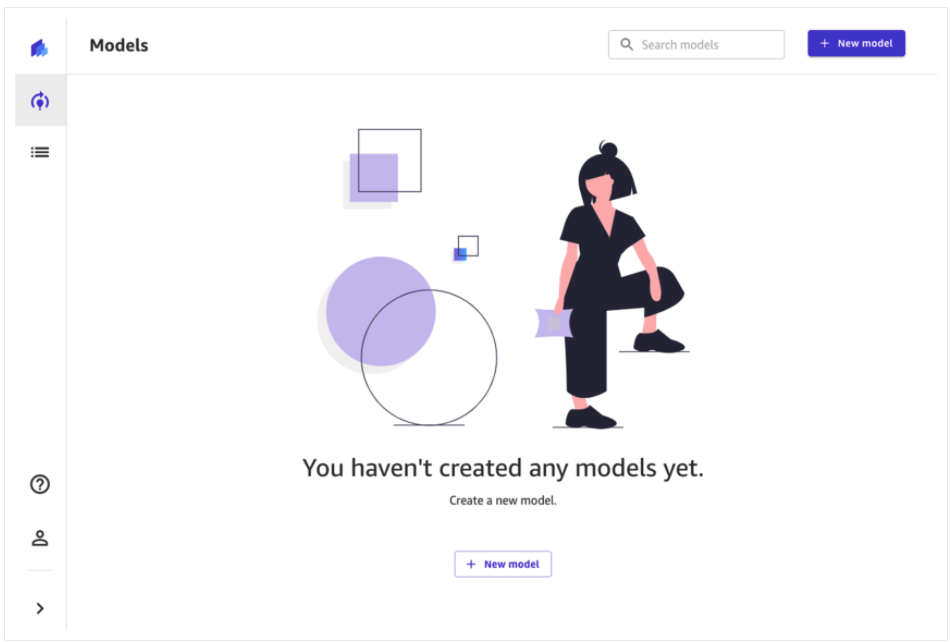 Models
Search models
+ New model
You haven't created any models yet.
Create a new model.
+ New model